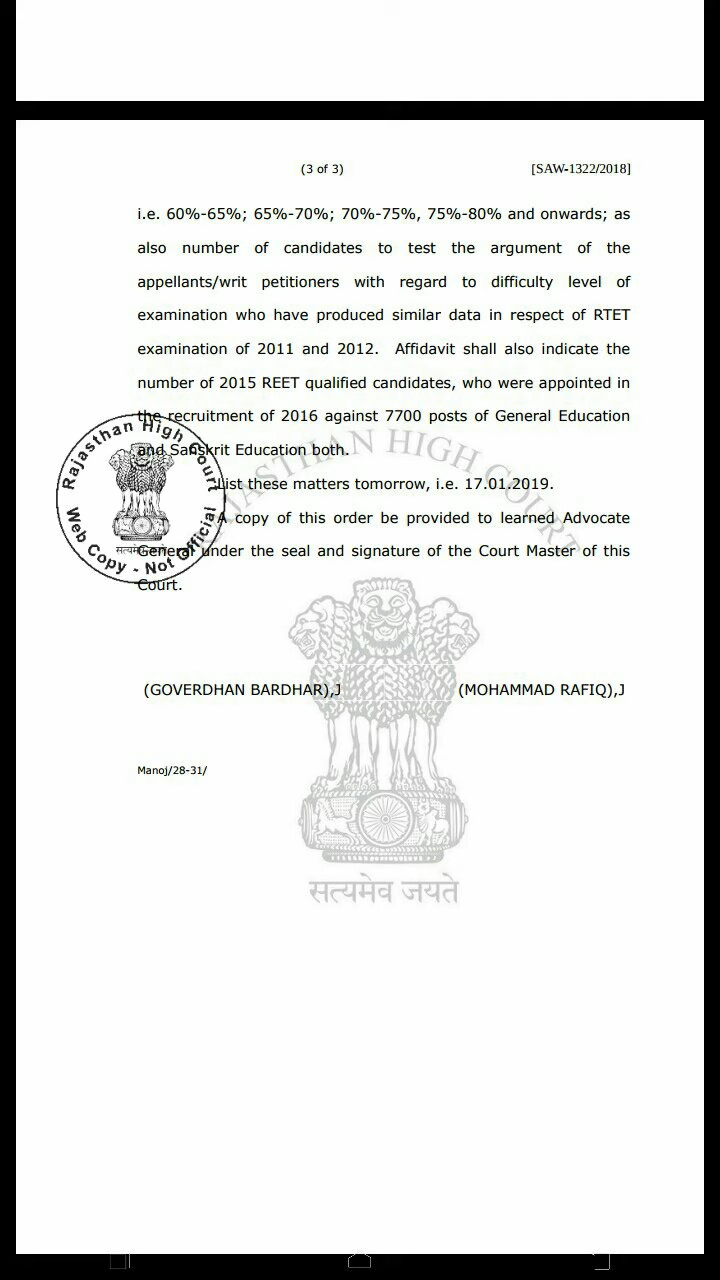 (3 of 3) [SAW-1322/2018]
i.e. 60%-65%; 65%-70%; 70%-75%, 75%-80% and onwards; as
also number of candidates to test the argument of the
appellants/writ petitioners with regard to difficulty level of
examination who have produced similar data in respect of RTET
examination of 2011 and 2012. Affidavit shall also indicate the
number of 2015 REET qualified candidates, who were appointed in
the recruitment of 2016 against 7700 posts of General Education
and Sanskrit Education both.
List these matters tomorrow, i.e. 17.01.2019.
A copy of this order be provided to learned Advocate
General under the seal and signature of the Court Master of this
Court.
(GOVERDHAN BARDHAR),J (MOHAMMAD RAFIQ),J
Manoj/28-31/
Rajasthan High Court
Web Copy - Not Official
सत्यमेव जयते
RAJASTHAN HIGH COURT
सत्यमेव जयते